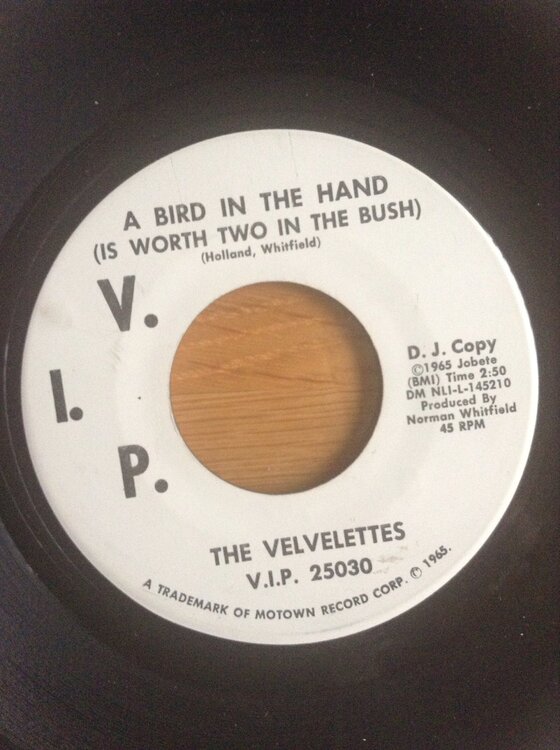 A BIRD IN THE HAND
(IS WORTH TWO IN THE BUSH)
(Holland, Whitfield)
V.
I.
P.
D. J. Copy
©1965 Jobete
(BMI) Time 2:50
DM NLI-L-145210
Produced By
Norman Whitfield
45 RPM
THE VELVELETTES
V.I.P. 25030
A TRADEMARK OF MOTOWN RECORD CORP. © 1965.